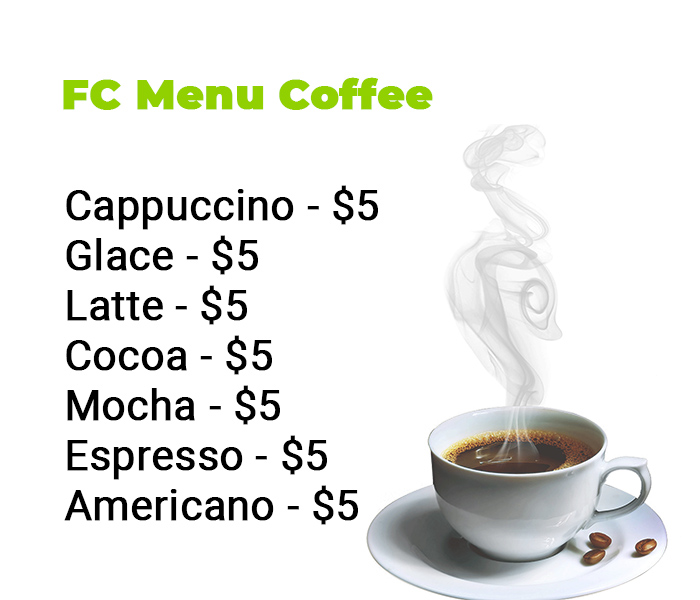 FC Menu Coffee
Cappuccino - $5
Glace - $5
Latte - $5
Cocoa - $5
Mocha - $5
Espresso - $5
Americano - $5